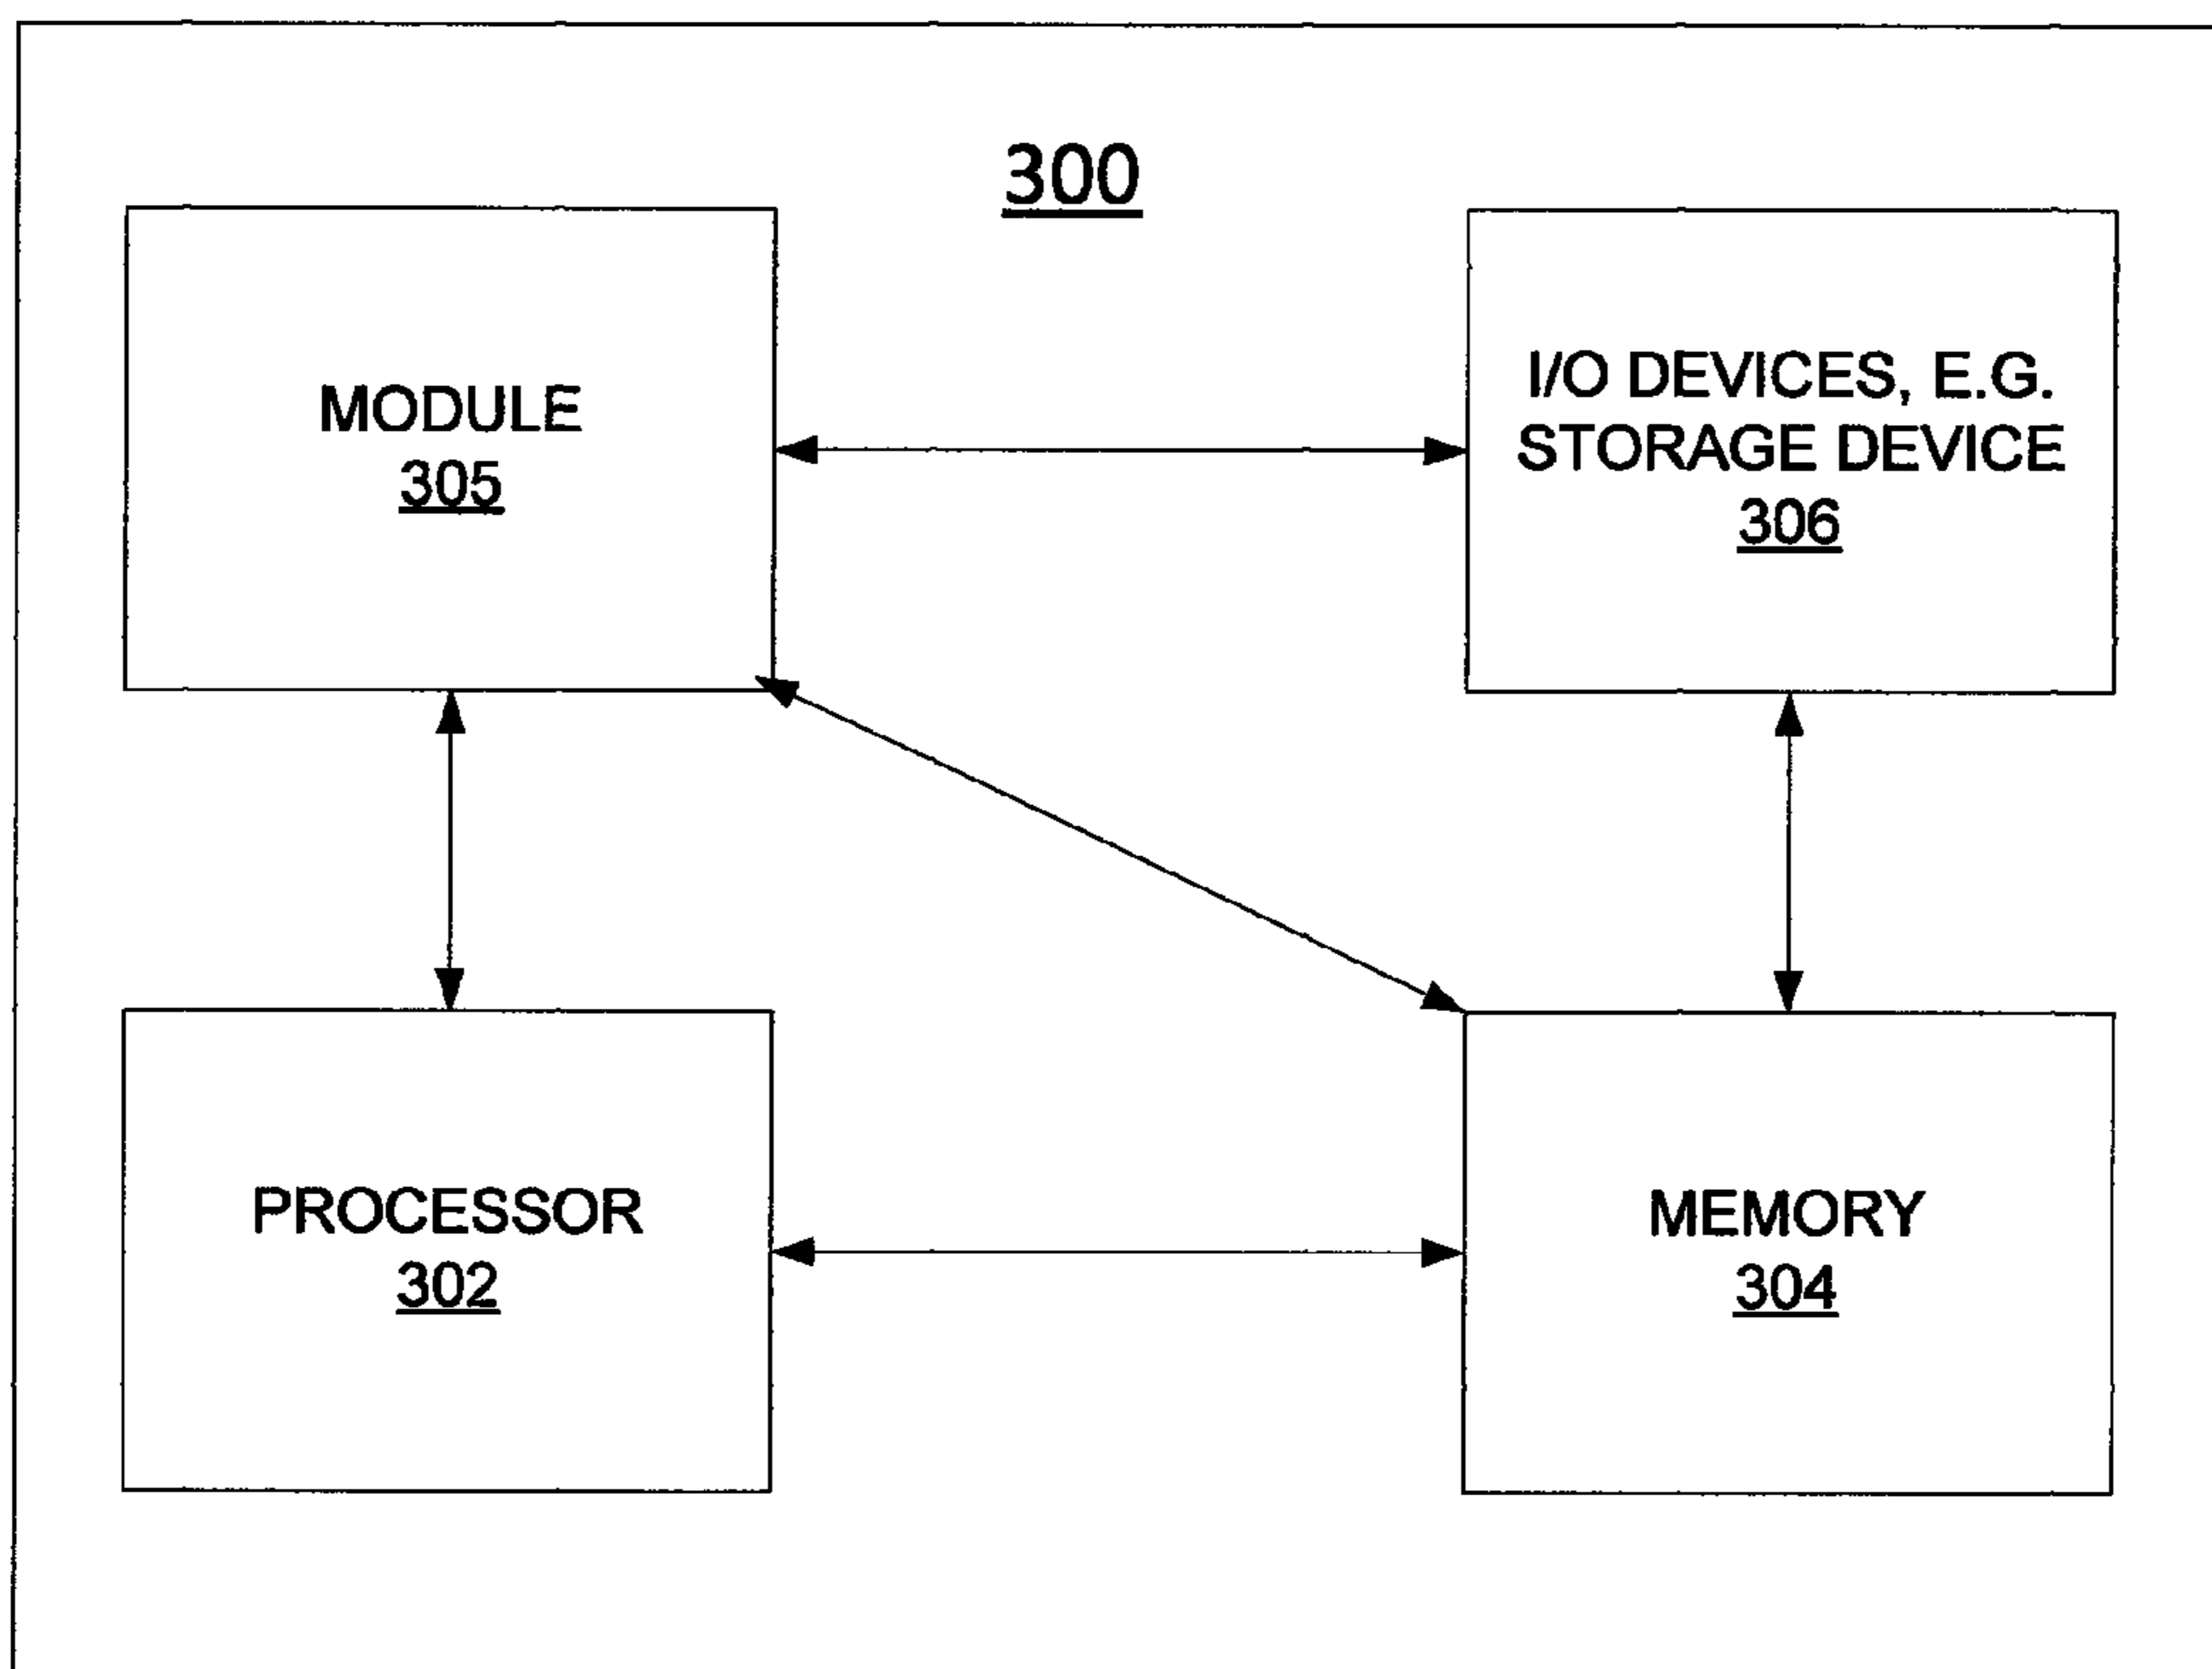 300
MODULE
305
I/O DEVICES, E.G.
STORAGE DEVICE
306
PROCESSOR
302
MEMORY
304